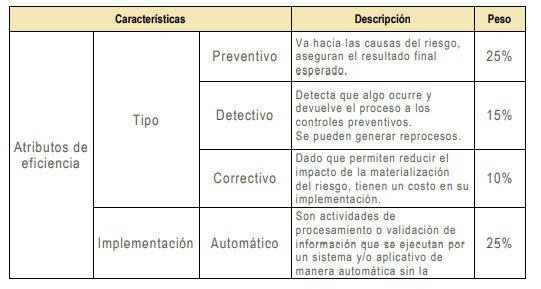 Características Descripción Peso
Atributos de
eficiencia
Tipo
Preventivo
Va hacia las causas del riesgo,
aseguran el resultado final
esperado.
25%
Detectivo
Detecta que algo ocurre y
devuelve el proceso a los
controles preventivos.
Se pueden generar reprocesos.
15%
Correctivo
Dado que permiten reducir el
impacto de la materialización
del riesgo, tienen un costo en su
implementación.
10%
Implementación
Automático
Son actividades de
procesamiento o validación de
información que se ejecutan por
un sistema y/o aplicativo de
manera automática sin la
25%